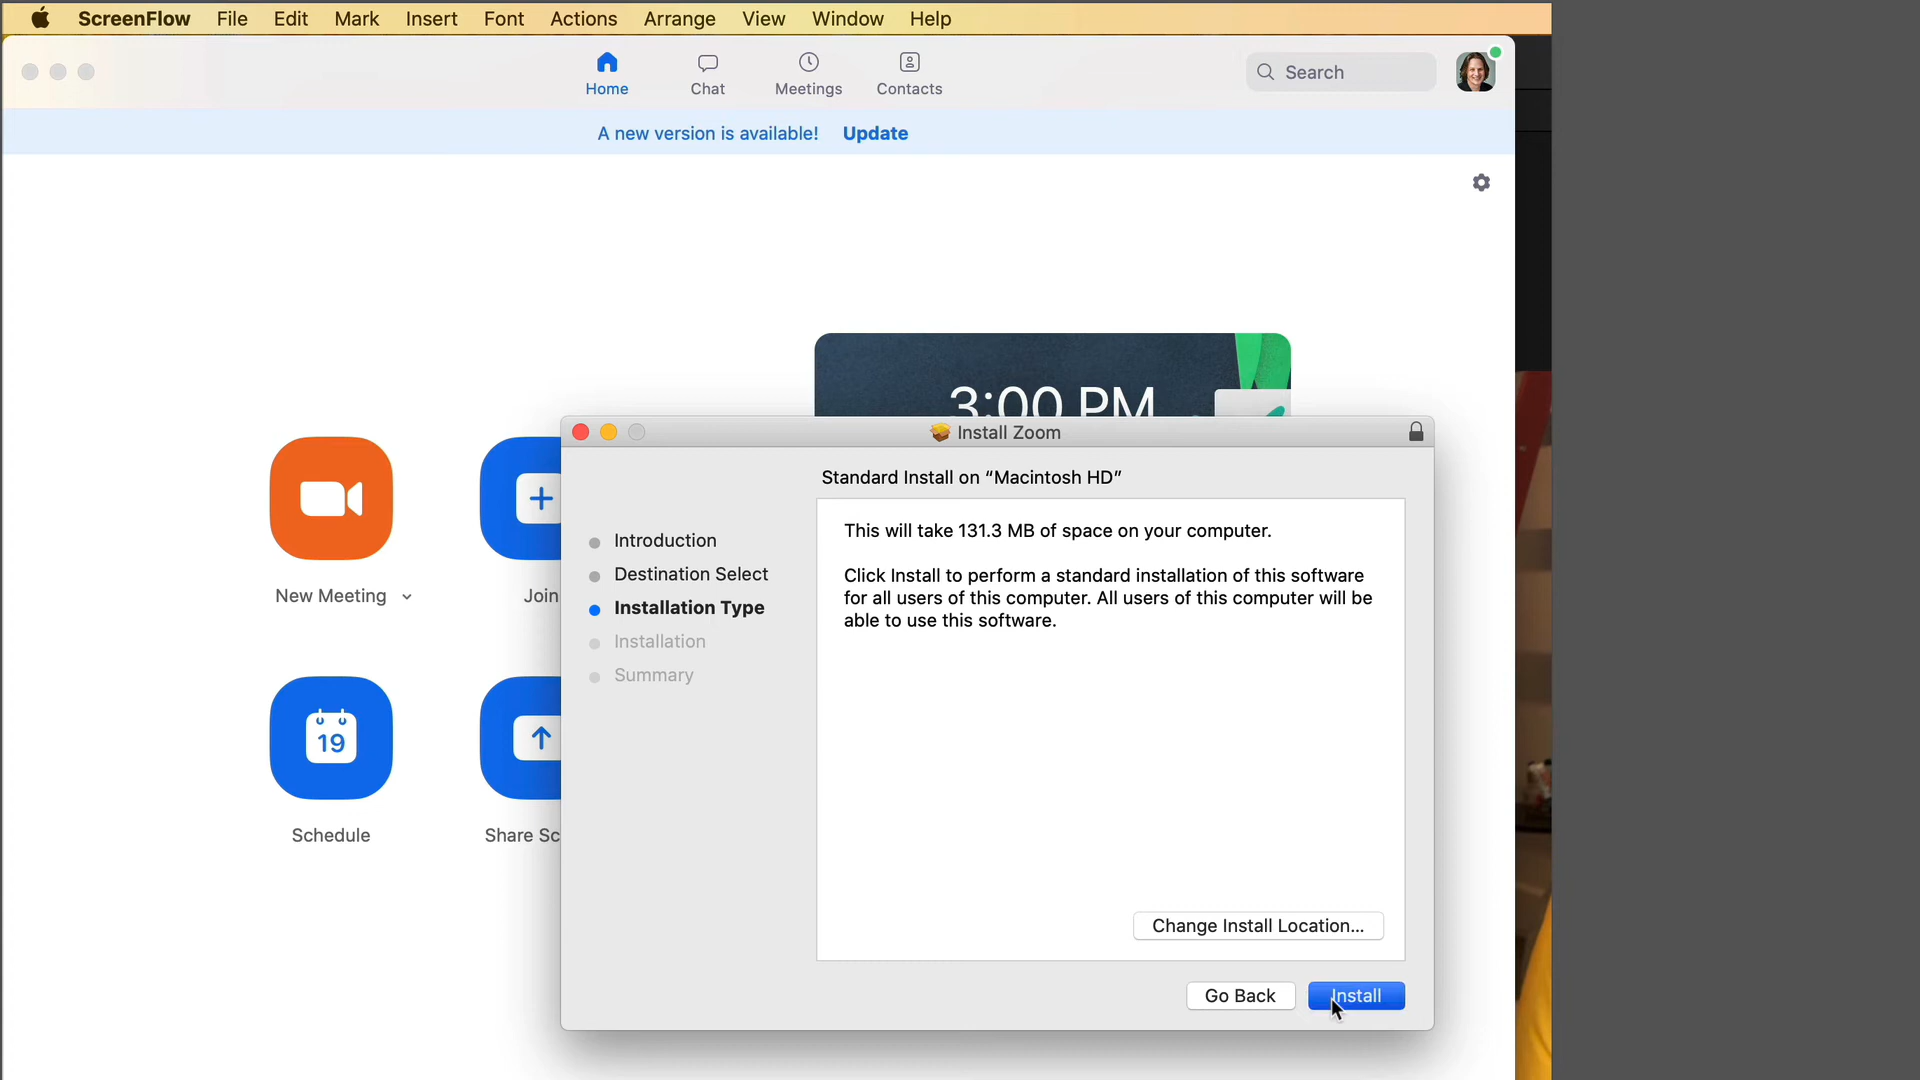 ScreenFlow File Edit Mark Insert Font Actions Arrange View Window Help
Home Chat Meetings Contacts
Search
A new version is available! Update
3:00 PM
New Meeting
Join
19
Schedule
Share Sc
Install Zoom
Standard Install on “Macintosh HD”
Introduction
Destination Select
Installation Type
Installation
Summary
This will take 131.3 MB of space on your computer.
Click Install to perform a standard installation of this software
for all users of this computer. All users of this computer will be
able to use this software.
Change Install Location...
Go Back
Install